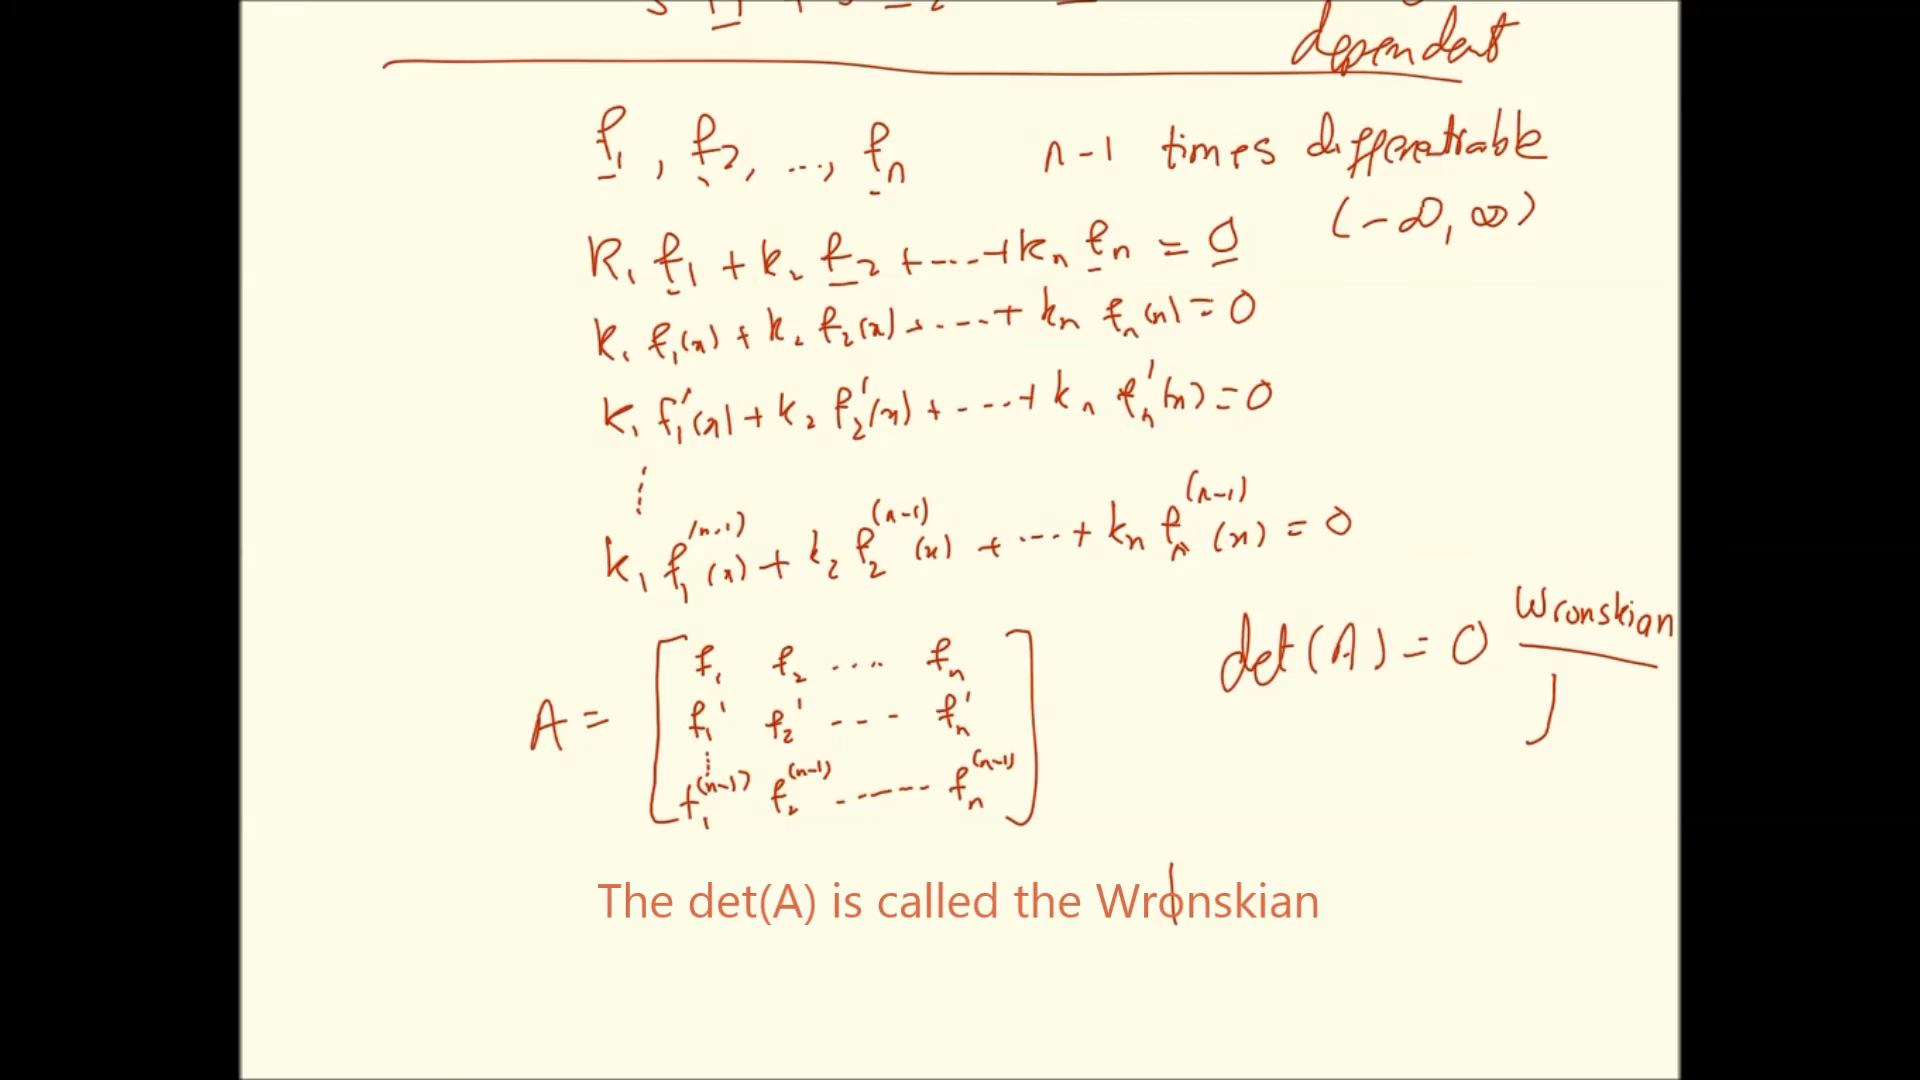 dependent
f₁, f₂, ..., fₙ n-1 times differentiable
(-∞, ∞)
k₁ f₁ + k₂ f₂ + ... + kₙ fₙ = 0
k₁ f₁(x) + k₂ f₂(x) + ... + kₙ fₙ(x) = 0
k₁ f₁'(x) + k₂ f₂'(x) + ... + kₙ fₙ'(x) = 0
⋮
k₁ f₁⁽ⁿ⁻¹⁾(x) + k₂ f₂⁽ⁿ⁻¹⁾(x) + ... + kₙ fₙ⁽ⁿ⁻¹⁾(x) = 0
Wronskian
det(A) = 0
f₁ f₂ .... fₙ
A = f₁' f₂' --- fₙ'
⋮
f₁⁽ⁿ⁻¹⁾ f₂⁽ⁿ⁻¹⁾ ...... fₙ⁽ⁿ⁻¹⁾
The det(A) is called the Wronskian